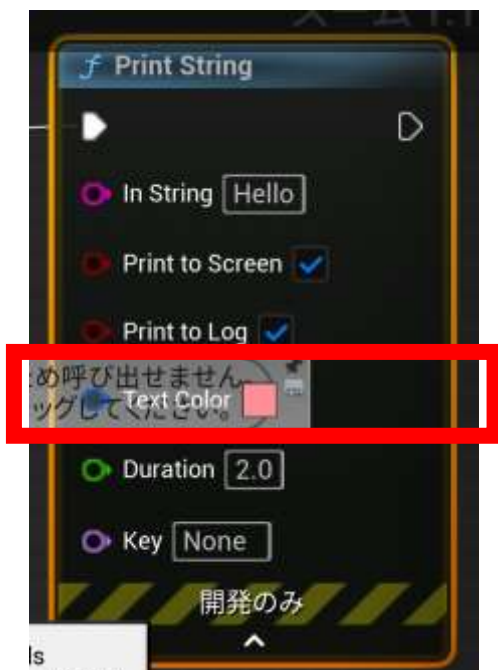 ズーム 1:1
Print String
In String Hello
Print to Screen
Print to Log
め呼び出せません。
Text Color
ッグしてください。
Duration 2.0
Key None
開発のみ
ls